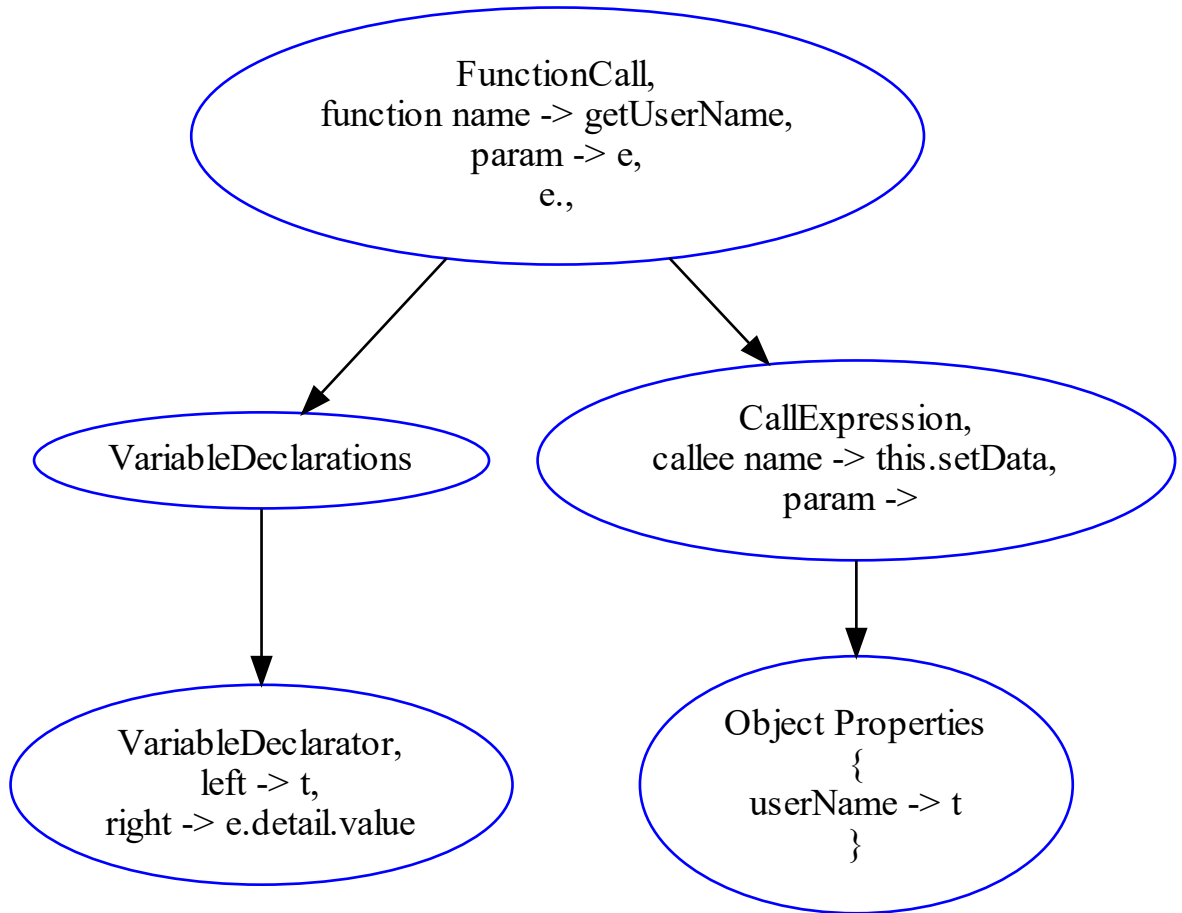 FunctionCall,
function name -> getUserName,
param -> e,
e.,
VariableDeclarations
CallExpression,
callee name -> this.setData,
param ->
VariableDeclarator,
left -> t,
right -> e.detail.value
Object Properties
{
userName -> t
}